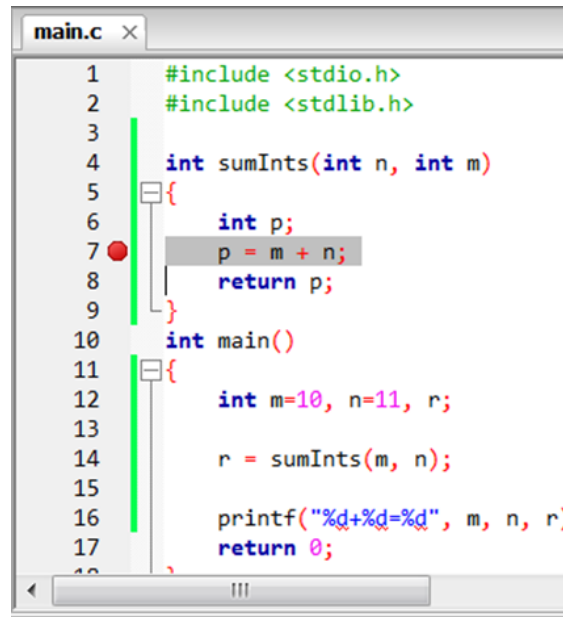 main.c ×
1 #include <stdio.h>
2 #include <stdlib.h>
3
4 int sumInts(int n, int m)
5 {
6 int p;
7 p = m + n;
8 return p;
9 }
10 int main()
11 {
12 int m=10, n=11, r;
13
14 r = sumInts(m, n);
15
16 printf("%d+%d=%d", m, n, r)
17 return 0;